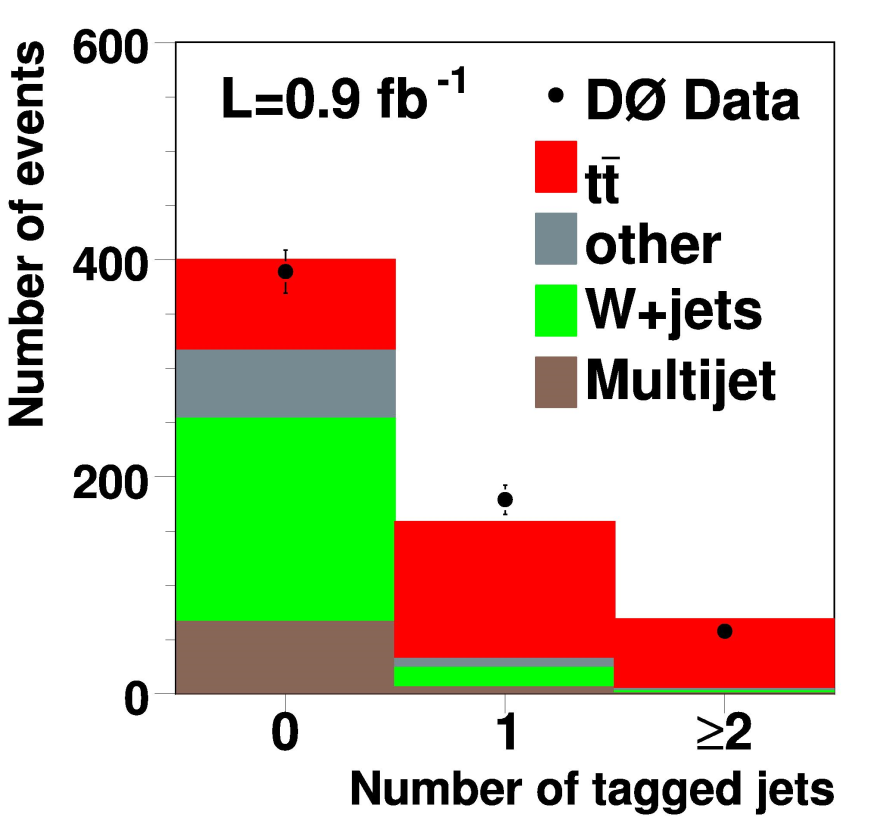 Number of events
600
400
200
0
L=0.9 fb⁻¹
DØ Data
tt̄
other
W+jets
Multijet
0 1 ≥2
Number of tagged jets